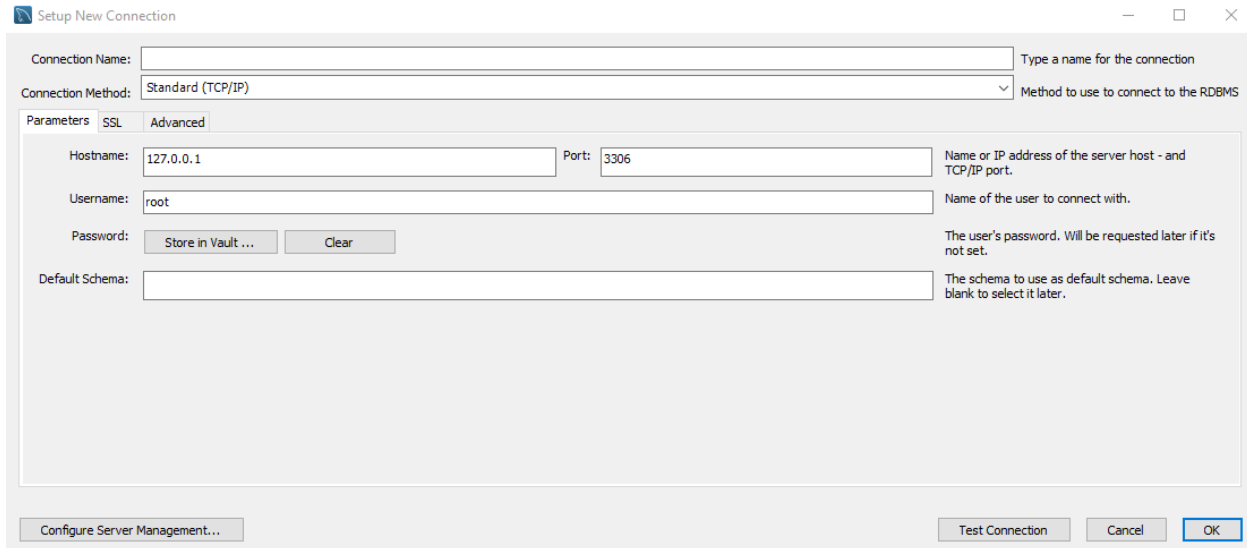 Setup New Connection
Connection Name: Type a name for the connection
Connection Method: Standard (TCP/IP) Method to use to connect to the RDBMS
Parameters SSL Advanced
Hostname: 127.0.0.1 Port: 3306 Name or IP address of the server host - and
TCP/IP port.
Username: root Name of the user to connect with.
Password: Store in Vault ... Clear The user's password. Will be requested later if it's
not set.
Default Schema: The schema to use as default schema. Leave
blank to select it later.
Configure Server Management... Test Connection Cancel OK